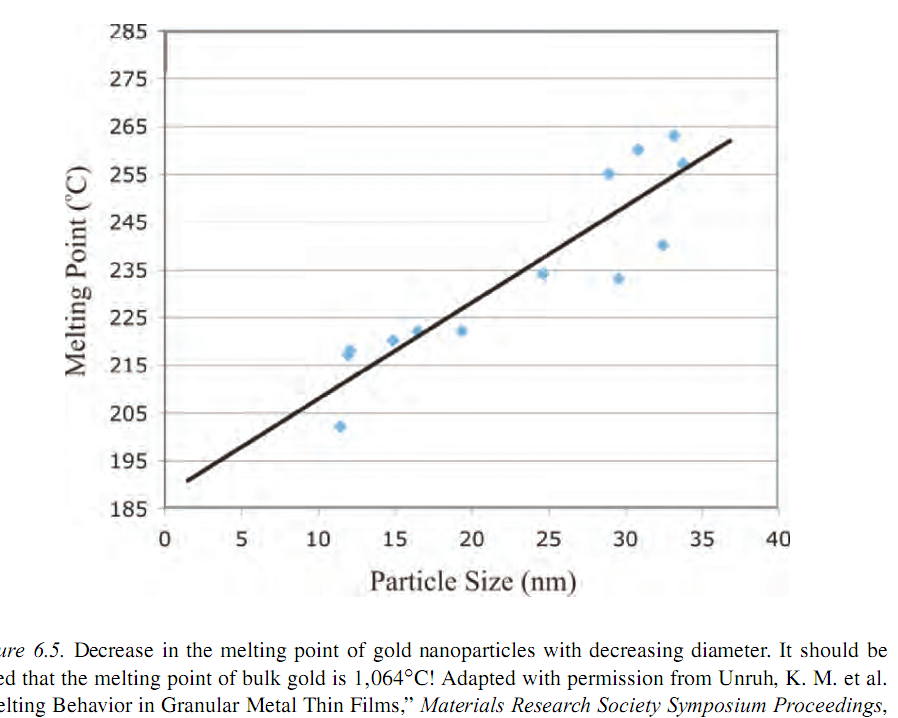 285
275
265
255
245
235
225
215
205
195
185
Melting Point (°C)
0 5 10 15 20 25 30 35 40
Particle Size (nm)
ure 6.5. Decrease in the melting point of gold nanoparticles with decreasing diameter. It should be
ed that the melting point of bulk gold is 1,064°C! Adapted with permission from Unruh, K. M. et al.
elting Behavior in Granular Metal Thin Films,” Materials Research Society Symposium Proceedings,